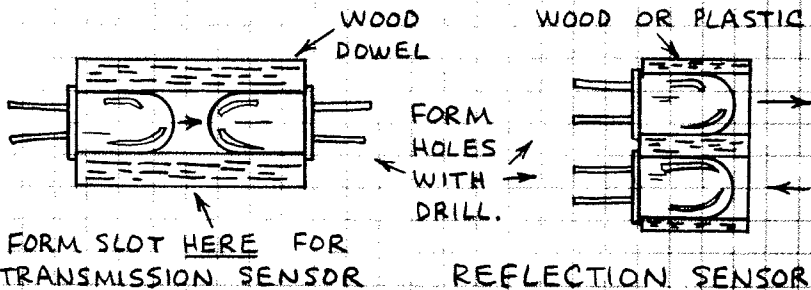 WOOD
DOWEL
WOOD OR PLASTIC
FORM
HOLES
WITH
DRILL.
FORM SLOT HERE FOR
TRANSMISSION SENSOR
REFLECTION SENSOR